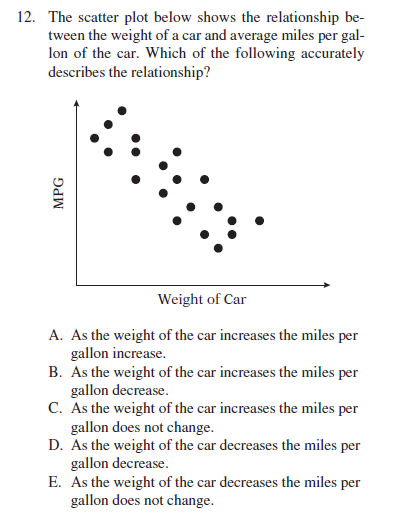 12. The scatter plot below shows the relationship be-
tween the weight of a car and average miles per gal-
lon of the car. Which of the following accurately
describes the relationship?
MPG
Weight of Car
A. As the weight of the car increases the miles per
gallon increase.
B. As the weight of the car increases the miles per
gallon decrease.
C. As the weight of the car increases the miles per
gallon does not change.
D. As the weight of the car decreases the miles per
gallon decrease.
E. As the weight of the car decreases the miles per
gallon does not change.